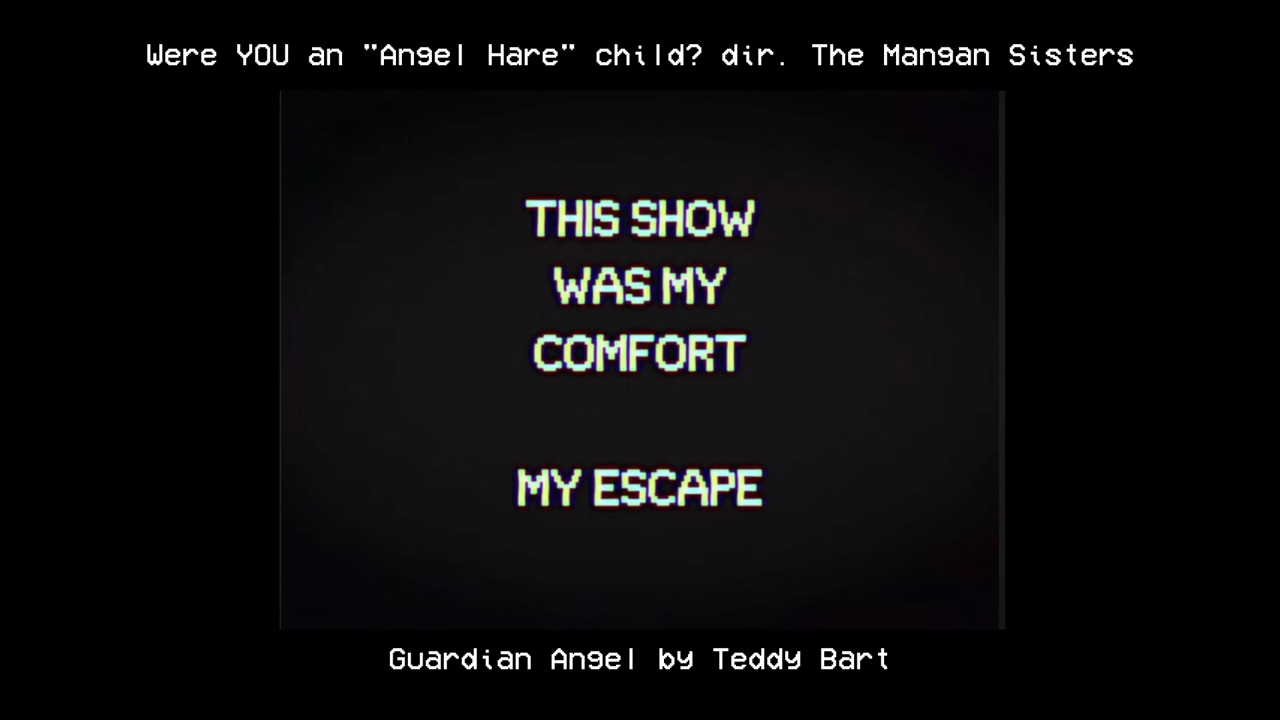 Were YOU an "Angel Hare" child? dir. The Mangan Sisters
THIS SHOW
WAS MY
COMFORT
MY ESCAPE
Guardian Angel by Teddy Bart